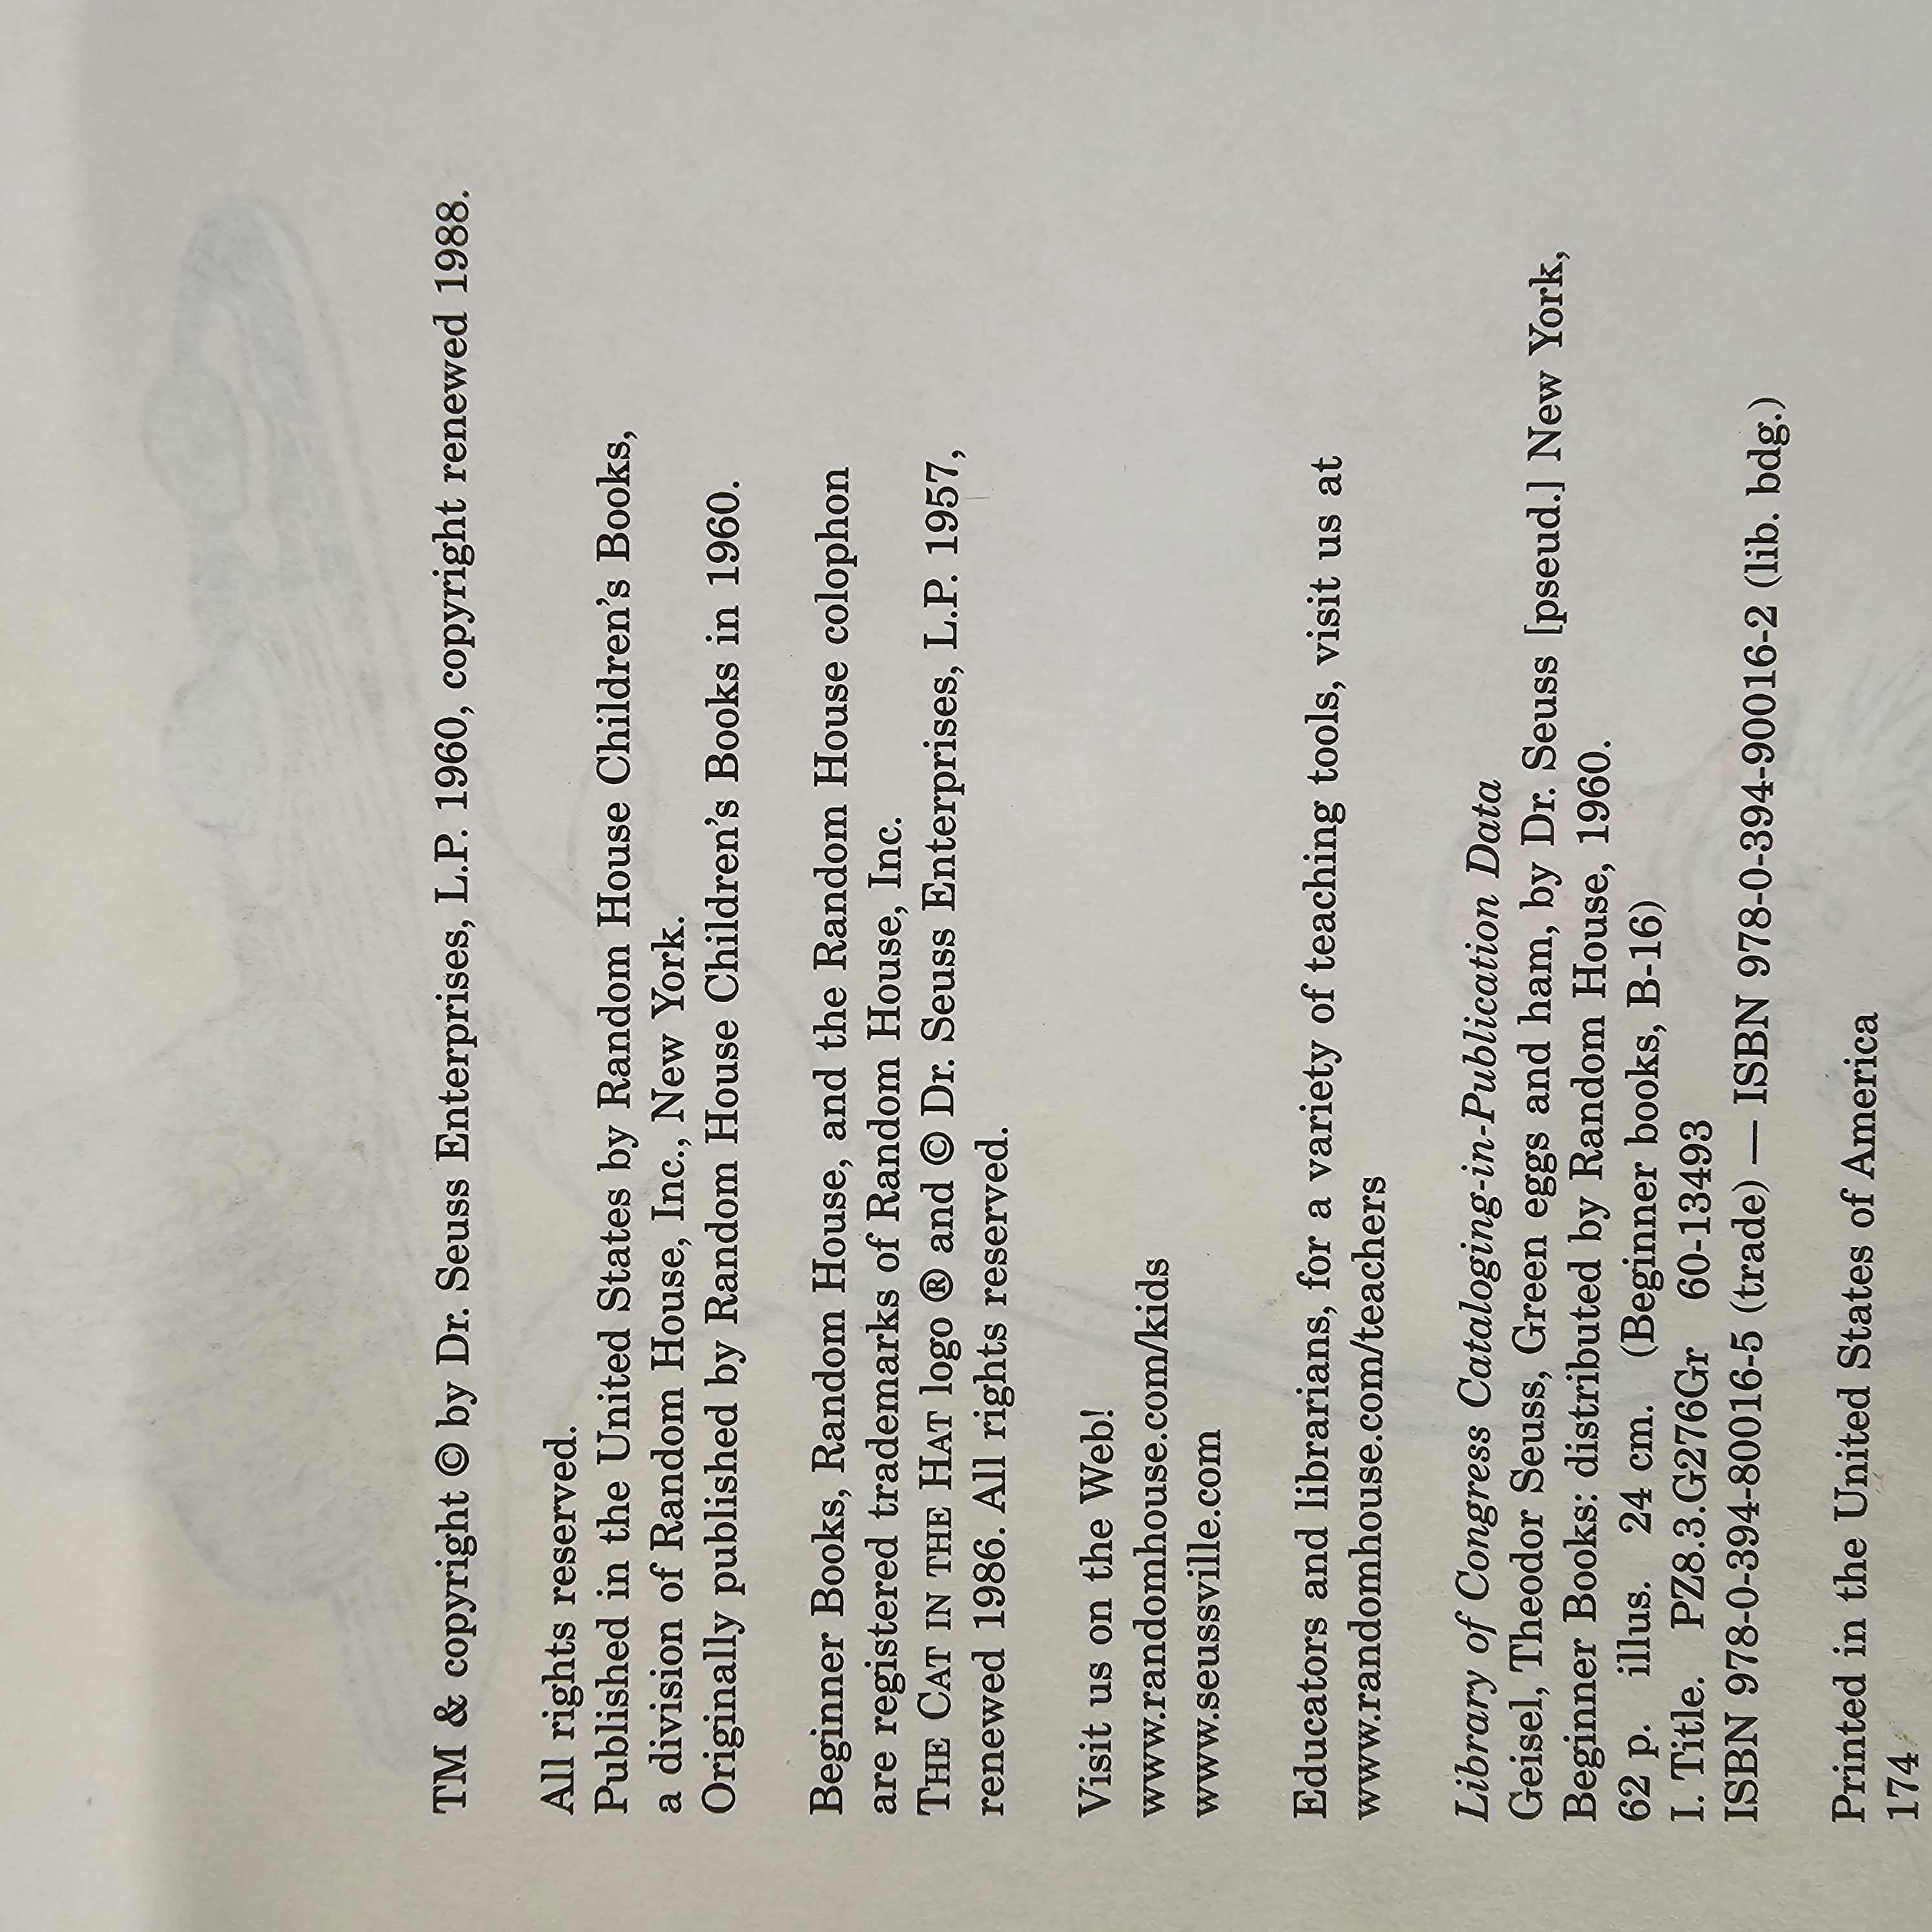 TM & copyright © by Dr. Seuss Enterprises, L.P. 1960, copyright renewed 1988.
All rights reserved.
Published in the United States by Random House Children's Books,
a division of Random House, Inc., New York.
Originally published by Random House Children's Books in 1960.
Beginner Books, Random House, and the Random House colophon
are registered trademarks of Random House, Inc.
THE CAT IN THE HAT logo ® and © Dr. Seuss Enterprises, L.P. 1957,
renewed 1986. All rights reserved.
Visit us on the Web!
www.randomhouse.com/kids
www.seussville.com
Educators and librarians, for a variety of teaching tools, visit us at
www.randomhouse.com/teachers
Library of Congress Cataloging-in-Publication Data
Geisel, Theodor Seuss, Green eggs and ham, by Dr. Seuss [pseud.] New York,
Beginner Books: distributed by Random House, 1960.
62 p. illus. 24 cm. (Beginner books, B-16)
I. Title. PZ8.3.G276Gr 60-13493
ISBN 978-0-394-80016-5 (trade) — ISBN 978-0-394-90016-2 (lib. bdg.)
Printed in the United States of America
174